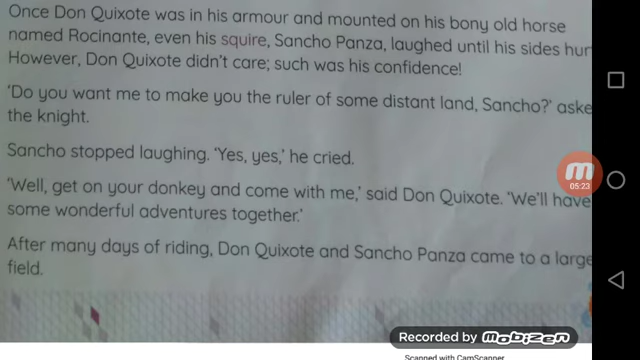 Once Don Quixote was in his armour and mounted on his bony old horse
named Rocinante, even his squire, Sancho Panza, laughed until his sides hur
However, Don Quixote didn't care; such was his confidence!
'Do you want me to make you the ruler of some distant land, Sancho?' aske
the knight.
Sancho stopped laughing. 'Yes, yes,' he cried.
'Well, get on your donkey and come with me,' said Don Quixote. 'We'll have
some wonderful adventures together.'
After many days of riding, Don Quixote and Sancho Panza came to a large
field.
05:23
Recorded by mobizen
Scanned with CamScanner